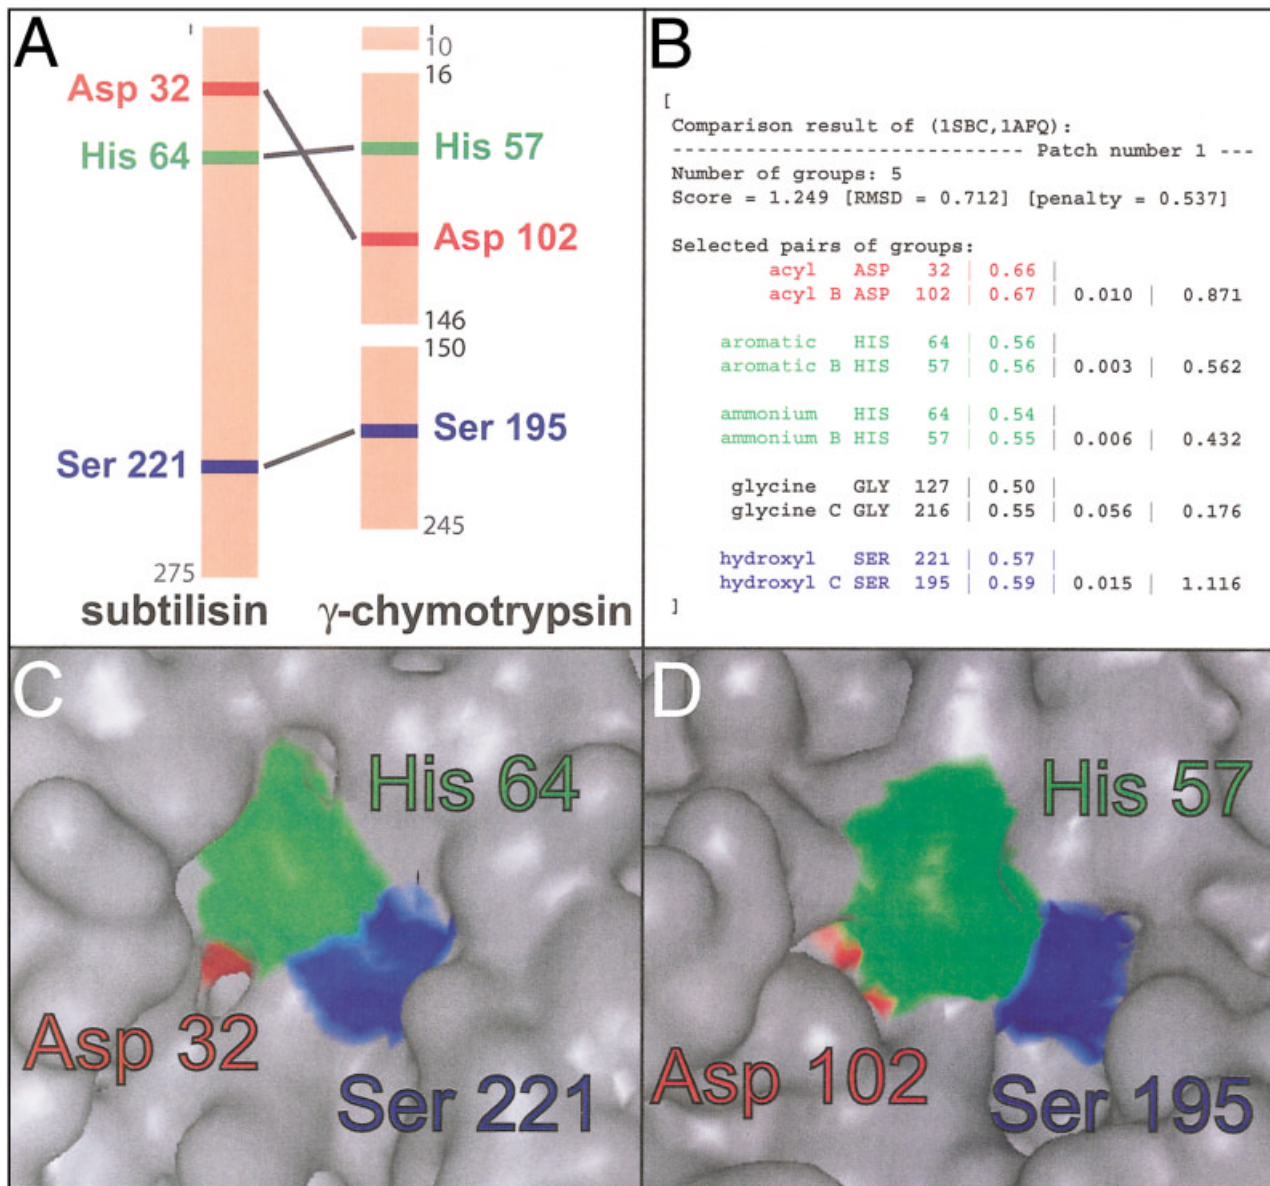 A
1
1
10
16
Asp 32
His 64
His 57
Asp 102
146
150
Ser 195
Ser 221
245
275
subtilisin
γ-chymotrypsin
B
[
Comparison result of (1SBC,1AFQ):
----------------------------- Patch number 1 ---
Number of groups: 5
Score = 1.249 [RMSD = 0.712] [penalty = 0.537]
Selected pairs of groups:
acyl ASP 32 | 0.66 |
acyl B ASP 102 | 0.67 | 0.010 | 0.871
aromatic HIS 64 | 0.56 |
aromatic B HIS 57 | 0.56 | 0.003 | 0.562
ammonium HIS 64 | 0.54 |
ammonium B HIS 57 | 0.55 | 0.006 | 0.432
glycine GLY 127 | 0.50 |
glycine C GLY 216 | 0.55 | 0.056 | 0.176
hydroxyl SER 221 | 0.57 |
hydroxyl C SER 195 | 0.59 | 0.015 | 1.116
]
C
His 64
Asp 32
Ser 221
D
His 57
Asp 102
Ser 195